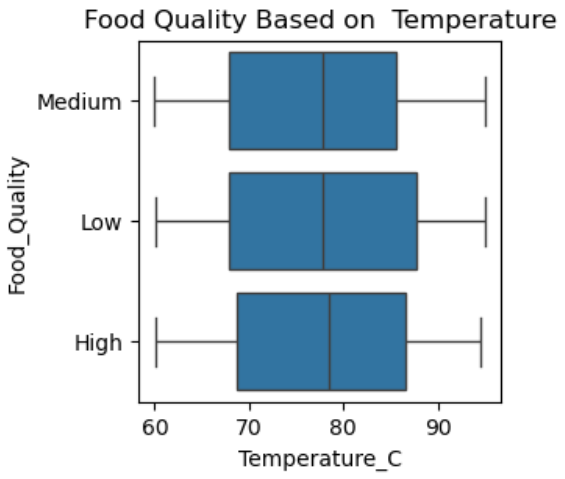 Food Quality Based on  Temperature
Medium
Low
High
Food_Quality
60 70 80 90
Temperature_C